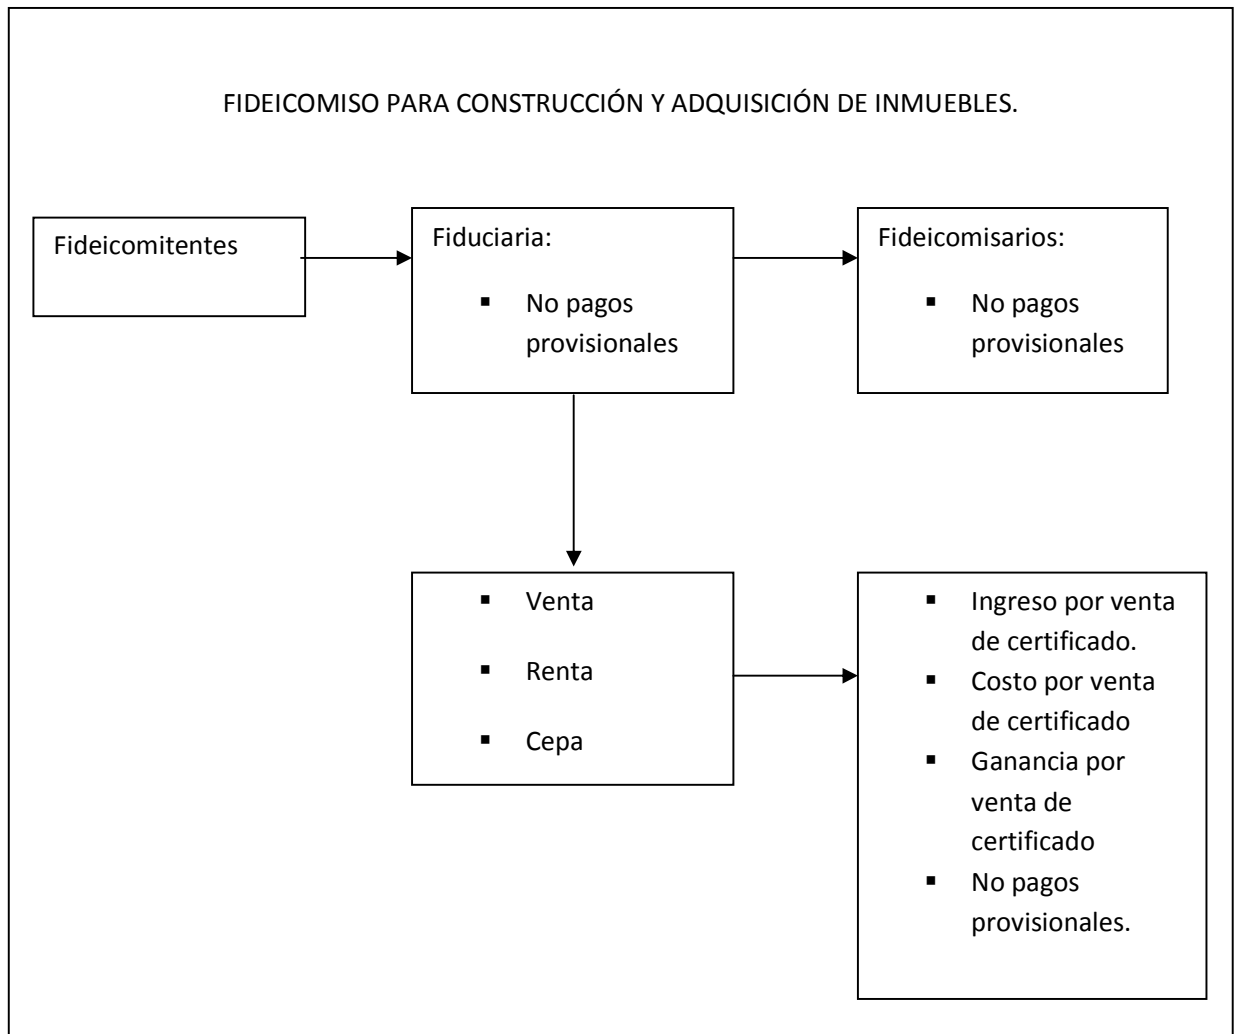 FIDEICOMISO PARA CONSTRUCCIÓN Y ADQUISICIÓN DE INMUEBLES.
Fideicomitentes
Fiduciaria:
▪ No pagos
provisionales
Fideicomisarios:
▪ No pagos
provisionales
▪ Venta
▪ Renta
▪ Cepa
▪ Ingreso por venta
de certificado.
▪ Costo por venta
de certificado
▪ Ganancia por
venta de
certificado
▪ No pagos
provisionales.